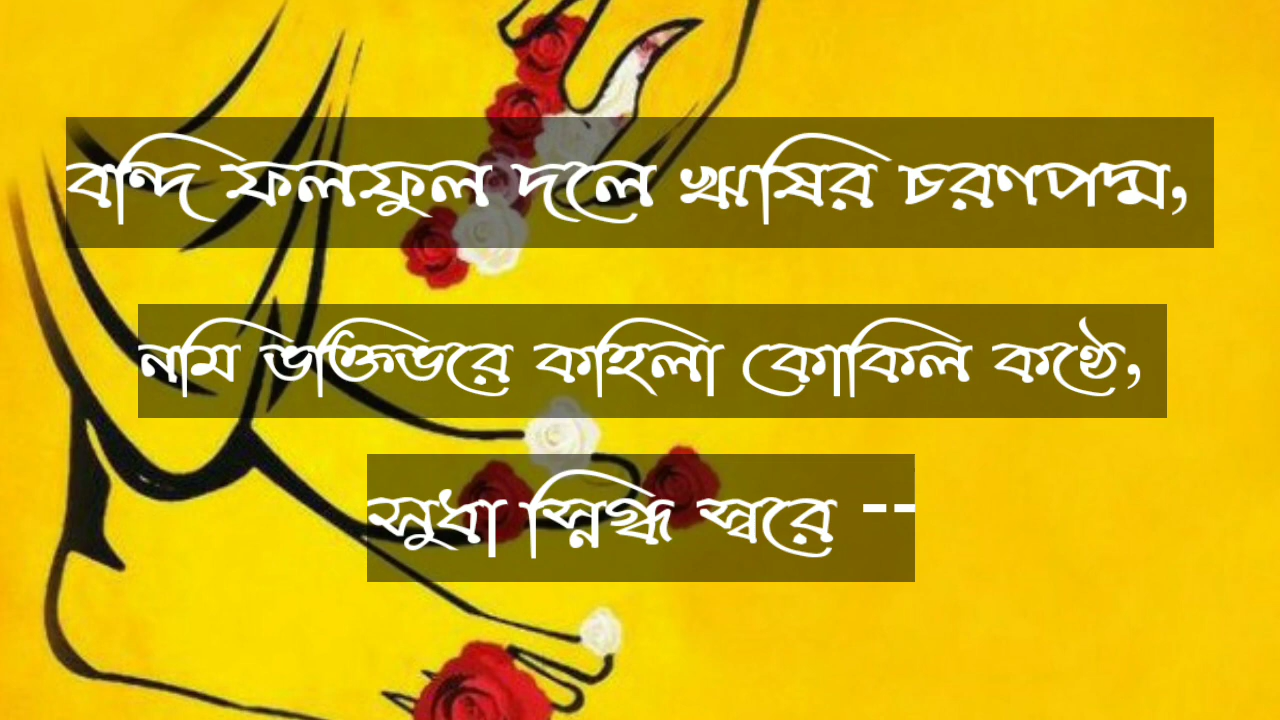 বন্দি ফলফুল দলে ঋষির চরণপদ্ম,
নমি ভক্তিভরে কহিলা কোকিল কণ্ঠে,
সুধা স্নিগ্ধ স্বরে --